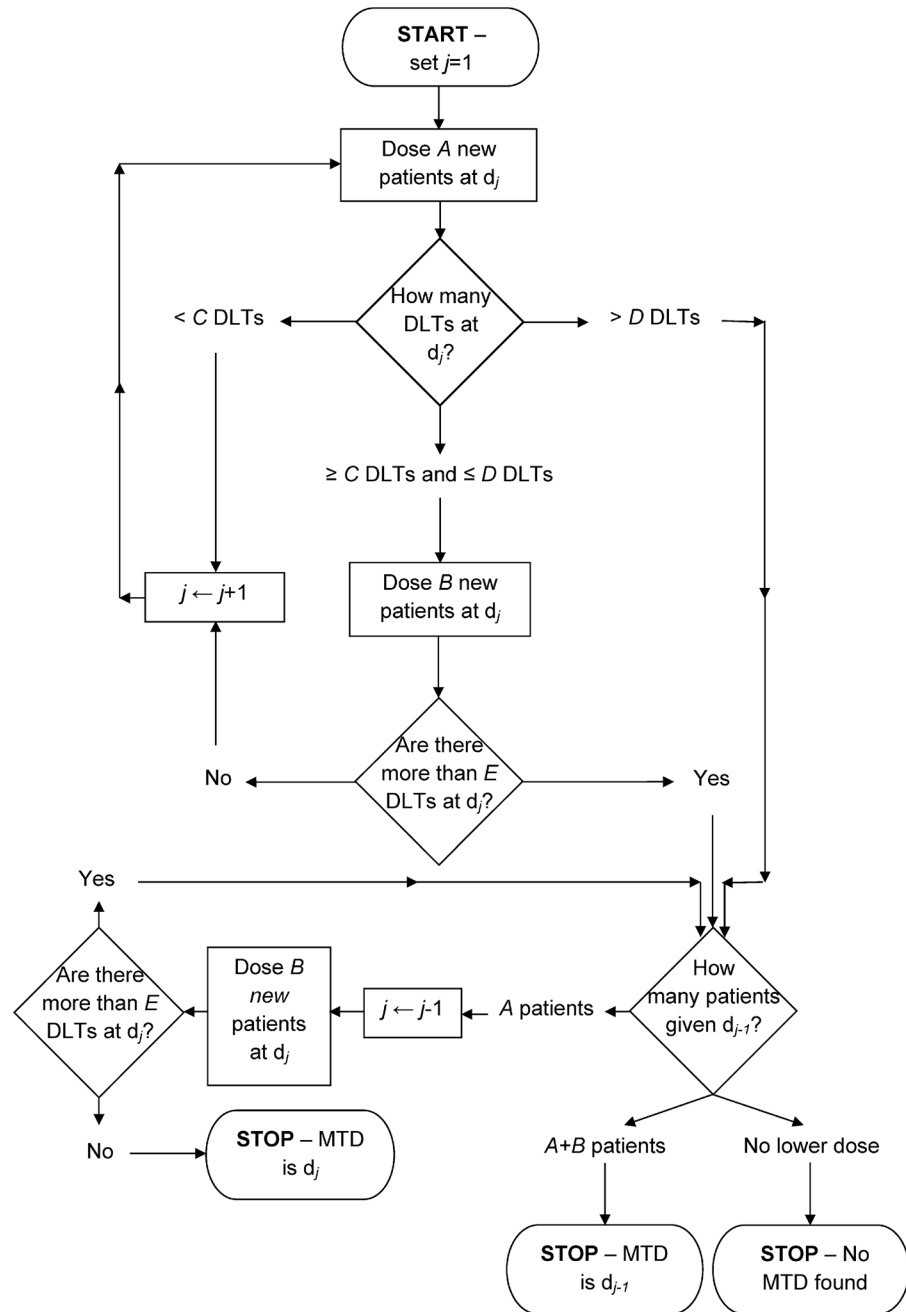 START –
set j=1
Dose A new
patients at dj
How many
DLTs at
dj?
< C DLTs
> D DLTs
≥ C DLTs and ≤ D DLTs
j ← j+1
Dose B new
patients at dj
Are there
more than E
DLTs at dj?
No
Yes
Yes
Are there
more than E
DLTs at dj?
Dose B
new
patients
at dj
j ← j-1
A patients
How
many patients
given dj-1?
No
STOP – MTD
is dj
A+B patients
No lower dose
STOP – MTD
is dj-1
STOP – No
MTD found